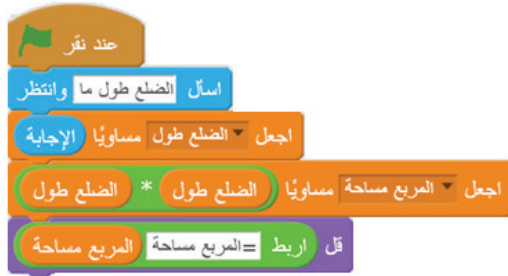 عند نقر
اسأل الضلع طول ما وانتظر
اجعل الضلع طول مساويًا الإجابة
اجعل المربع مساحة مساويًا الضلع طول * الضلع طول
قل اربط =المربع مساحة المربع مساحة